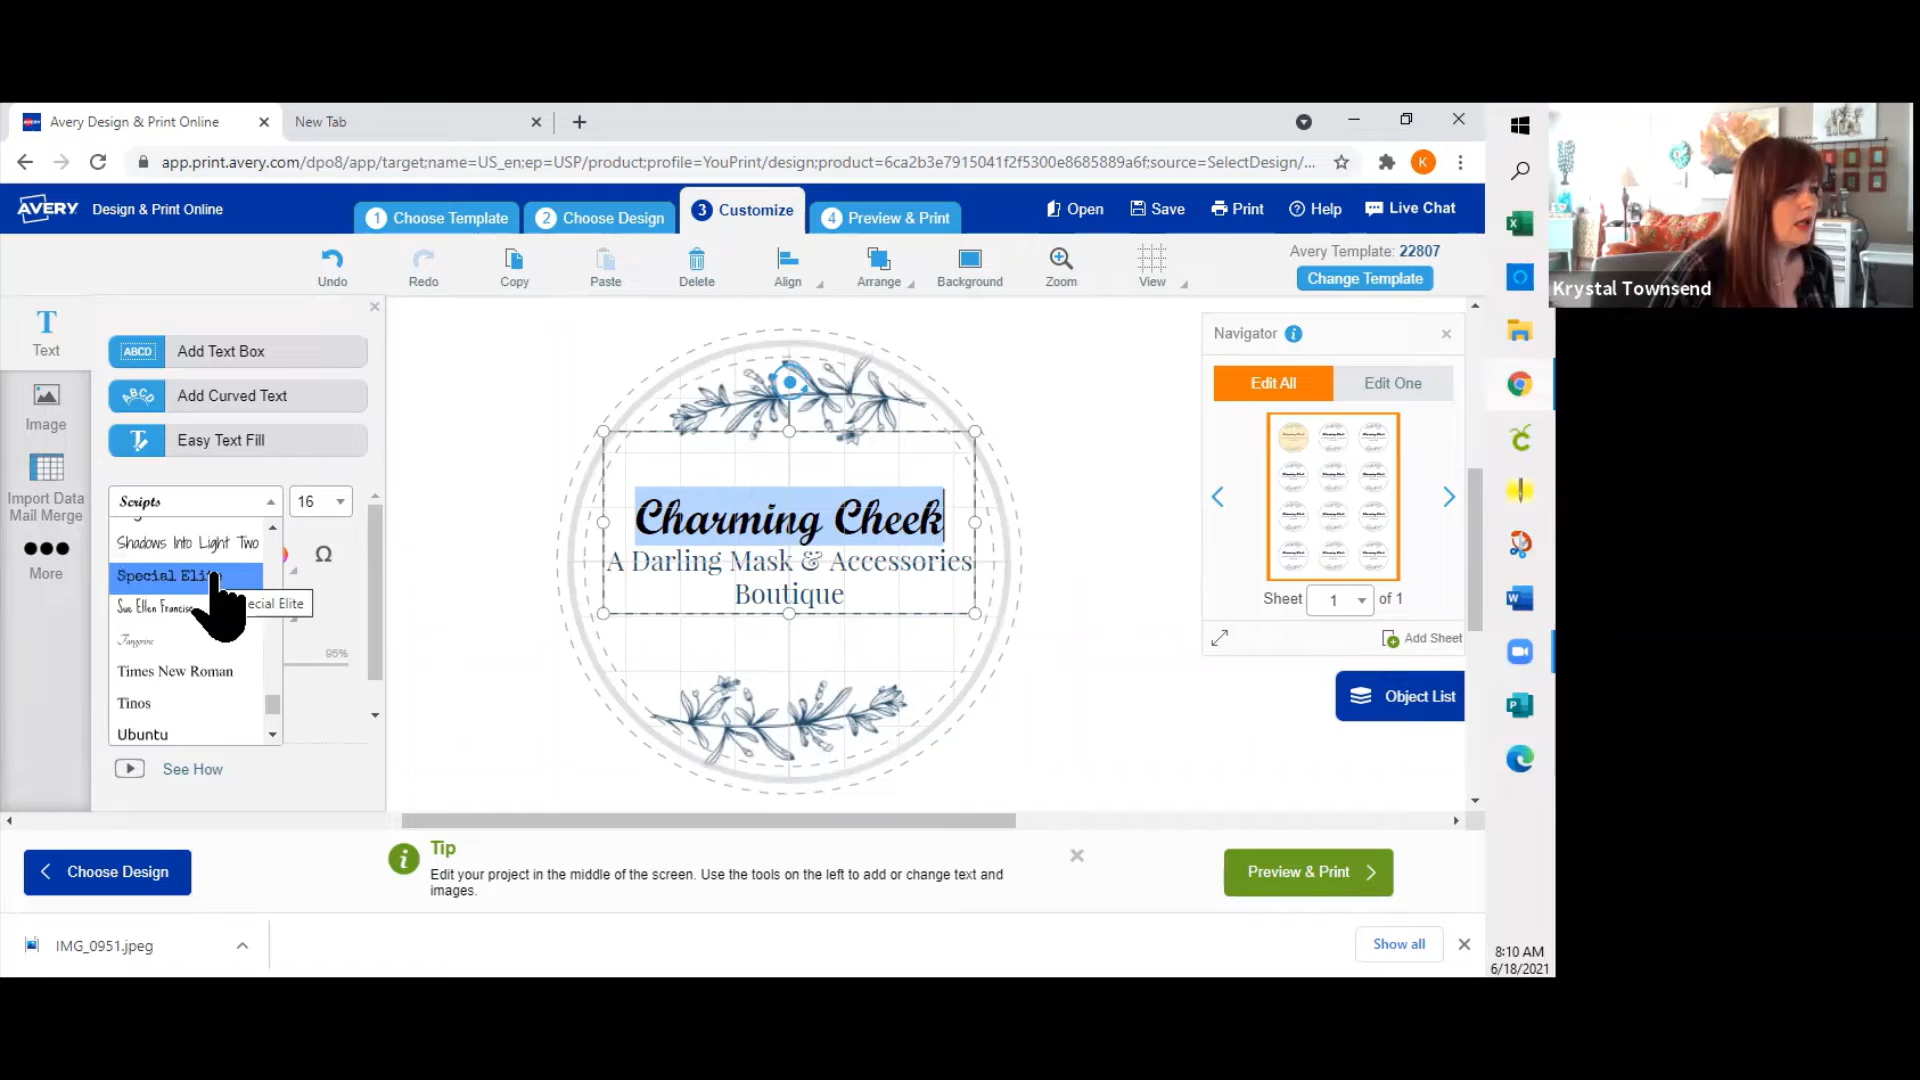 Avery Design & Print Online
New Tab
app.print.avery.com/dpo8/app/target;name=US_en;ep=USP/product;profile=YouPrint/design;product=6ca2b3e7915041f2f5300e8685889a6f;source=SelectDesign/...
K
AVERY Design & Print Online
1 Choose Template
2 Choose Design
3 Customize
4 Preview & Print
Open
Save
Print
Help
Live Chat
Undo
Redo
Copy
Paste
Delete
Align
Arrange
Background
Zoom
View
Avery Template: 22807
Change Template
Krystal Townsend
T
Text
Image
Import Data
Mail Merge
More
ABCD Add Text Box
ABCD Add Curved Text
T Easy Text Fill
Scripts
16
Shadows Into Light Two
Ω
Special Elite
Sue Ellen Francisco
ecial Elite
Tangerine
95%
Times New Roman
Tinos
Ubuntu
See How
Charming Cheek
A Darling Mask & Accessories
Boutique
Navigator
Edit All
Edit One
Sheet 1 of 1
Add Sheet
Object List
Choose Design
Tip
Edit your project in the middle of the screen. Use the tools on the left to add or change text and
images.
Preview & Print
IMG_0951.jpeg
Show all
8:10 AM
6/18/2021